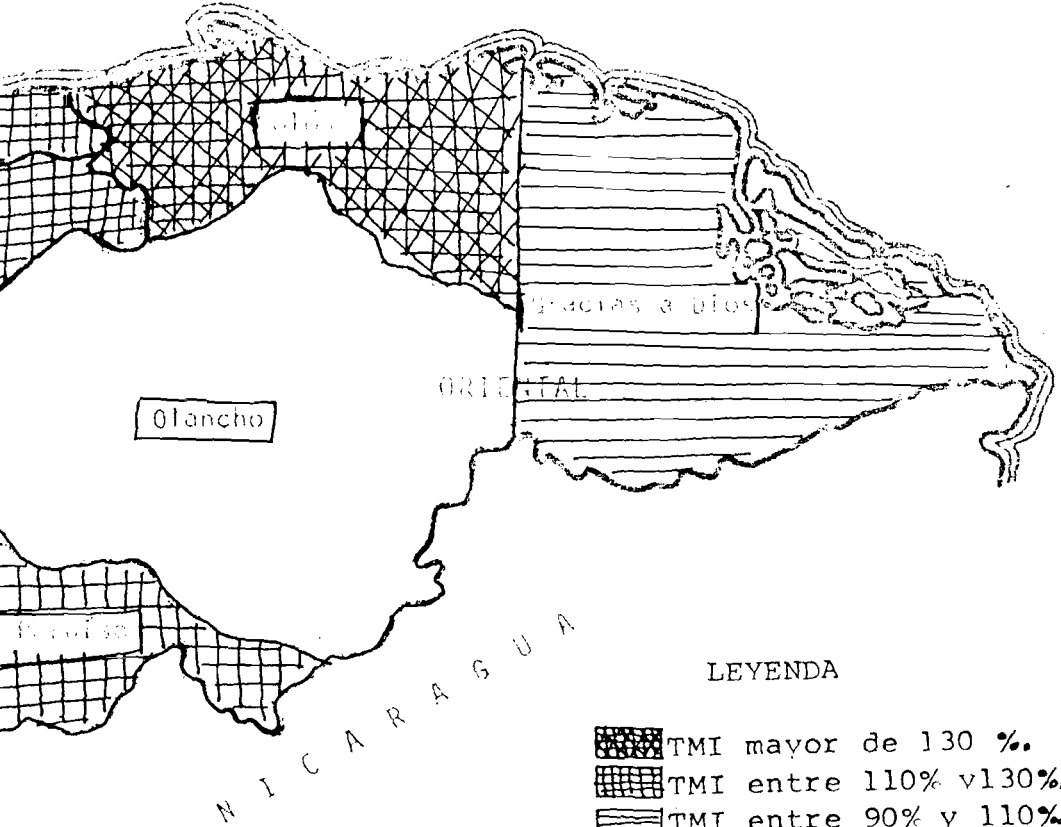 Gracias a Dios
ORIENTAL
Olancho
NICARAGUA
LEYENDA
TMI mayor de 130 ‰.
TMI entre 110% y130%.
TMI entre 90% y 110%.